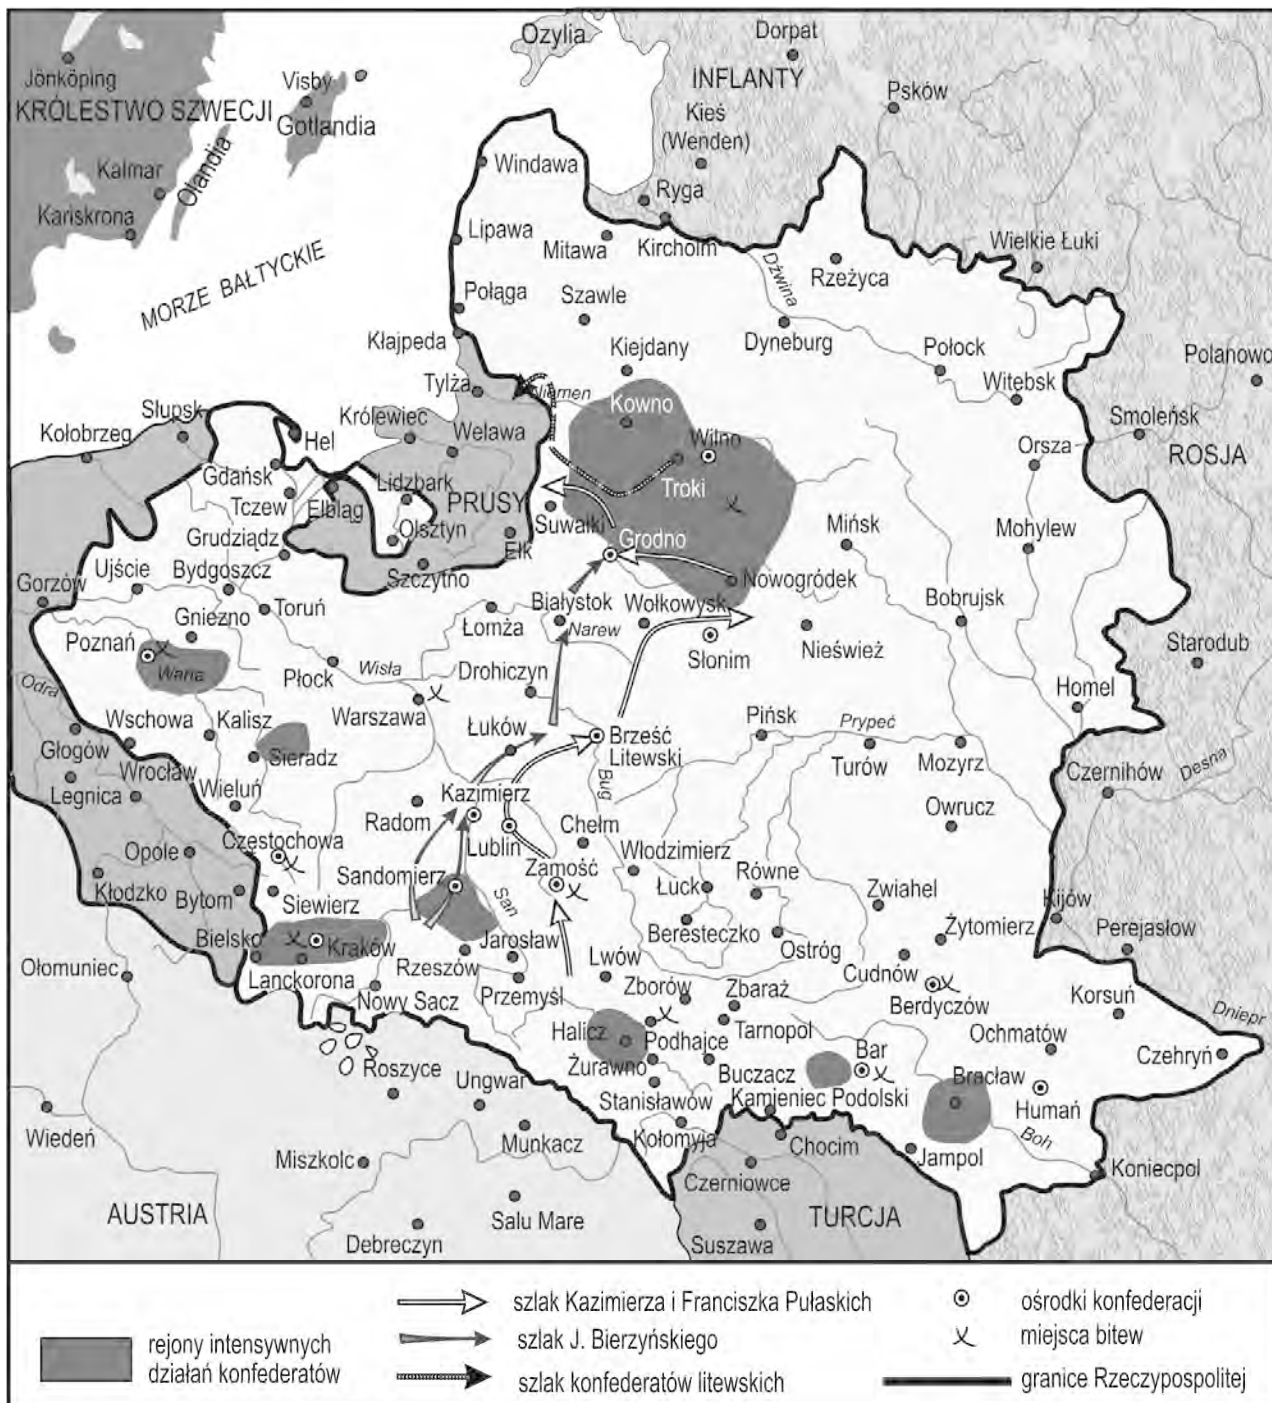 Ozylia
Dorpat
INFLANTY
Jönköping
Visby
Psków
KRÓLESTWO SZWECJI
Gotlandia
Kieś
(Wenden)
Windawa
Kalmar
Olandia
Ryga
Kariskrona
Lipawa
Mitawa
Kircholm
Wielkie Łuki
MORZE BAŁTYCKIE
Dźwina
Rzeżyca
Połąga
Szawle
Kłajpeda
Kiejdany
Dyneburg
Połock
Polanowo
Tylża
Niemen
Witebsk
Słupsk
Królewiec
Kowno
Smoleńsk
Kołobrzeg
Hel
Welawa
Wilno
Orsza
ROSJA
Gdańsk
Lidzbark
Troki
Tczew
Elbląg
PRUSY
Suwałki
Mińsk
Mohylew
Grudziądz
Olsztyn
Ełk
Grodno
Gorzów
Ujście
Bydgoszcz
Szczytno
Nowogródek
Toruń
Białystok
Wołkowysk
Bobrujsk
Gniezno
Łomża
Narew
Poznań
Słonim
Nieśwież
Starodub
Warta
Płock
Wisła
Drohiczyn
Odra
Homel
Wschowa
Kalisz
Warszawa
Łuków
Brześć
Litewski
Pińsk
Prypeć
Głogów
Sieradz
Turów
Mozyrz
Czernihów
Desna
Wrocław
Legnica
Wieluń
Kazimierz
Bug
Radom
Owrucz
Częstochowa
Lublin
Chełm
Opole
Włodzimierz
Sandomierz
Zamość
Łuck
Równe
Zwiahel
Kłodzko
Bytom
Siewierz
San
Kijów
Bielsko
Kraków
Jarosław
Beresteczko
Ostróg
Żytomierz
Perejasłow
Ołomuniec
Lanckorona
Rzeszów
Lwów
Cudnów
Nowy Sacz
Przemyśl
Zborów
Zbaraż
Berdyczów
Korsuń
Dniepr
Halicz
Podhajce
Tarnopol
Ochmatów
Czehryń
Roszyce
Żurawno
Bar
Ungwar
Buczacz
Bracław
Stanisławów
Kamieniec Podolski
Humań
Wiedeń
Munkacz
Kołomyja
Chocim
Boh
Miszkolc
Jampol
Koniecpol
Czerniowce
AUSTRIA
Salu Mare
TURCJA
Debreczyn
Suszawa
szlak Kazimierza i Franciszka Pułaskich
ośrodki konfederacji
rejony intensywnych
działań konfederatów
szlak J. Bierzyńskiego
miejsca bitew
szlak konfederatów litewskich
granice Rzeczypospolitej